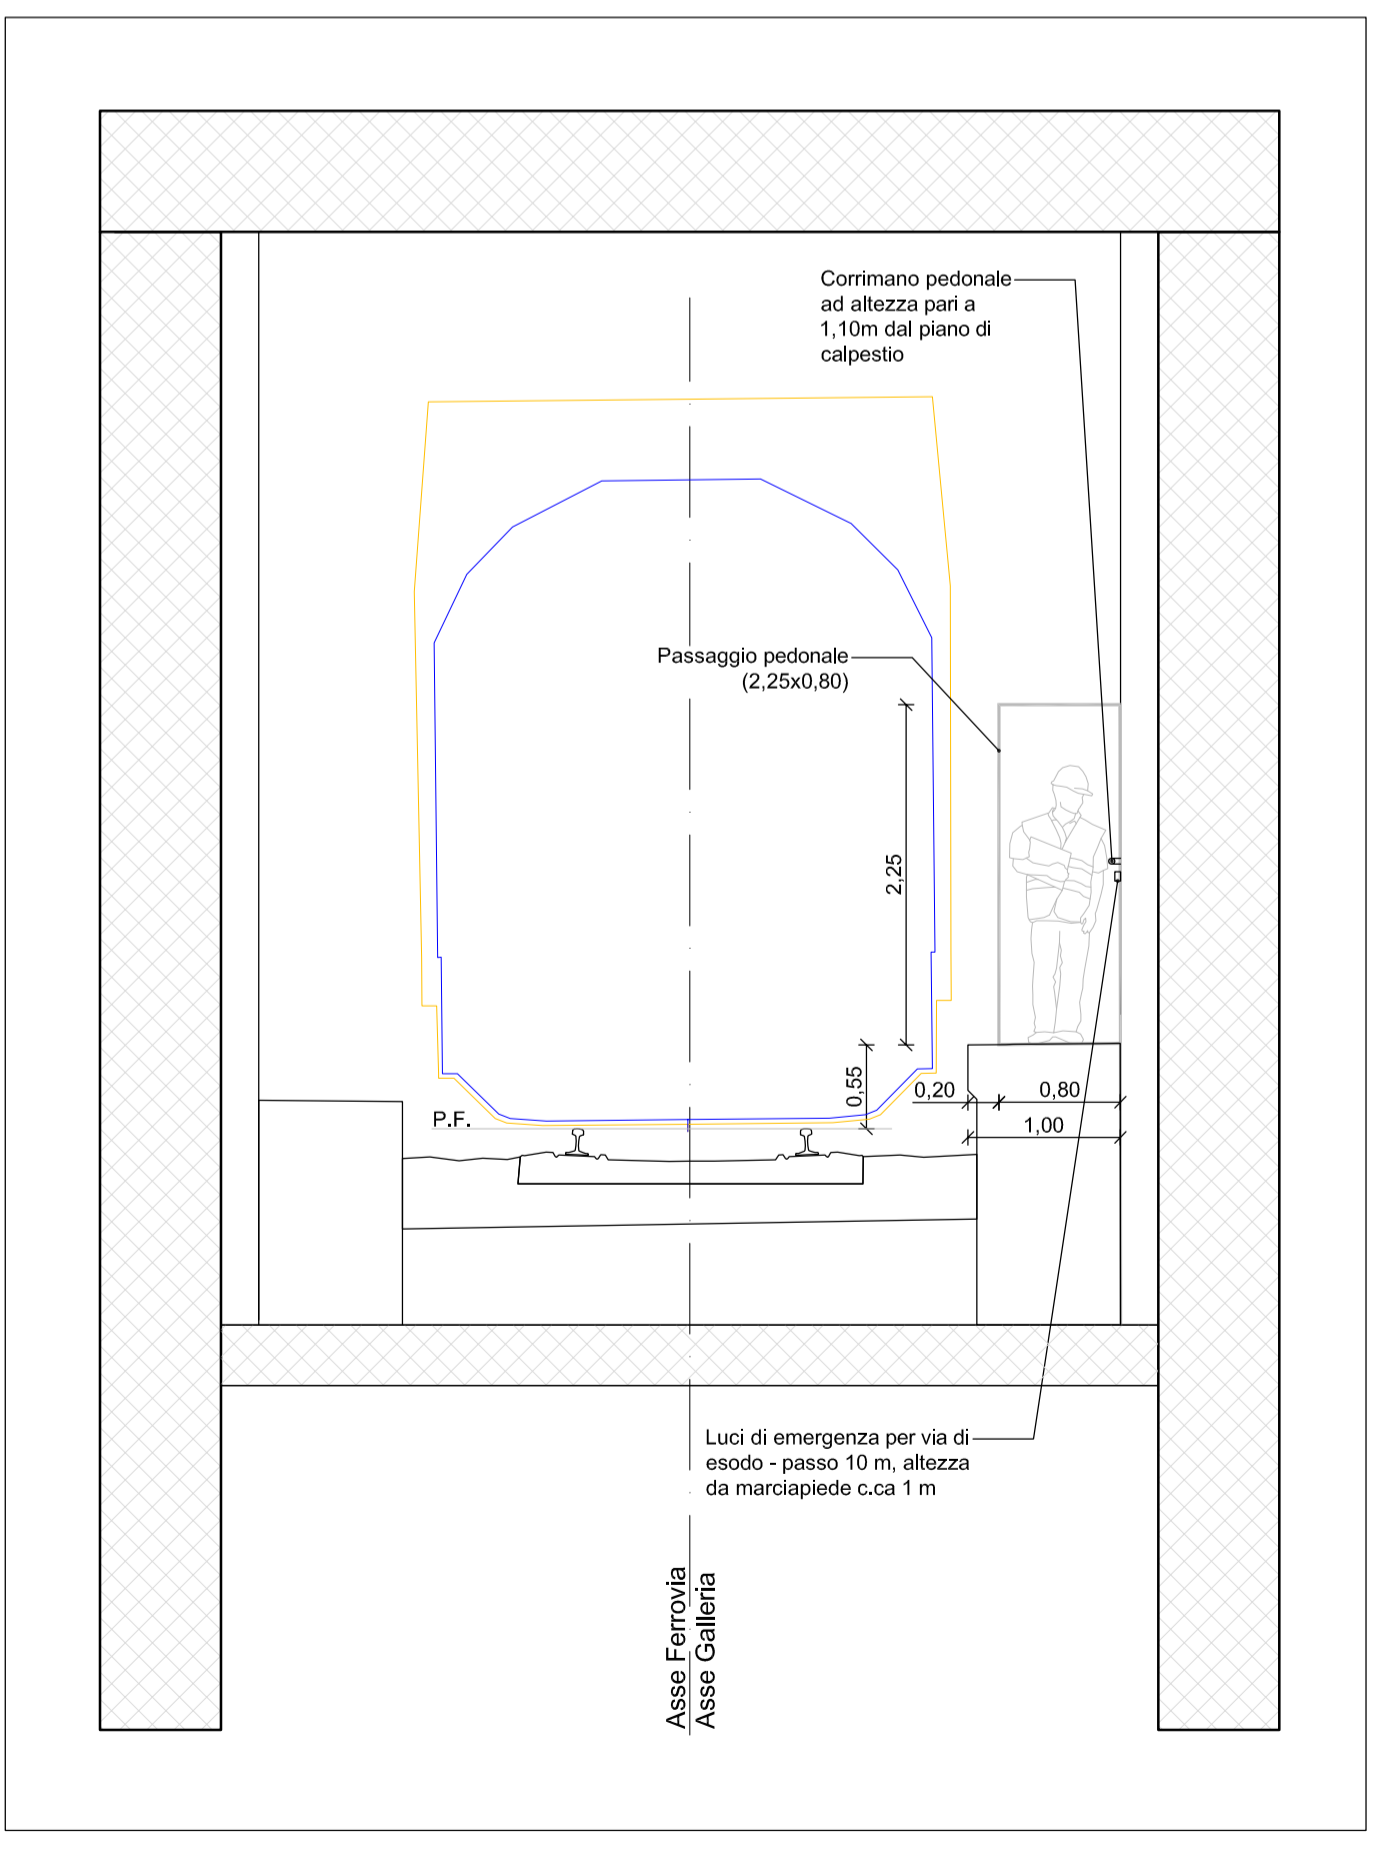 Corrimano pedonale
ad altezza pari a
1,10m dal piano di
calpestio
Passaggio pedonale
(2,25x0,80)
2,25
0,55
0,20
0,80
1,00
P.F.
Luci di emergenza per via di
esodo - passo 10 m, altezza
da marciapiede c.ca 1 m
Asse Ferrovia
Asse Galleria